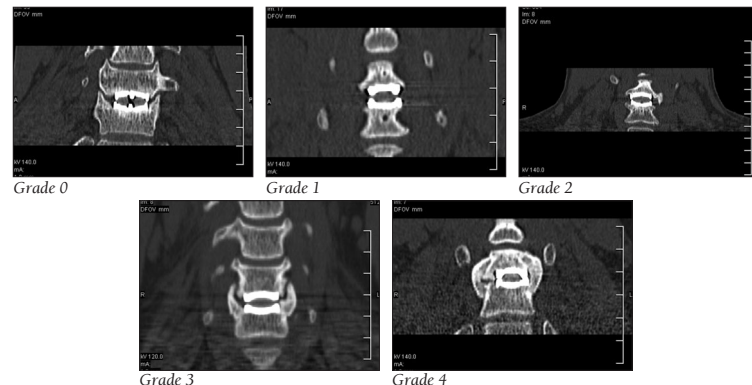 DFOV mm
A
kV 140.0
mA:
Grade 0
Im: 17
DFOV mm
A
kV 140.0
mA:
Grade 1
Im: 8
DFOV mm
R
kV 140.0
mA:
Grade 2
DFOV mm
R
L
kV 120.0
mA:
Grade 3
Im: 7
DFOV mm
R
L
kV 140.0
mA:
Grade 4